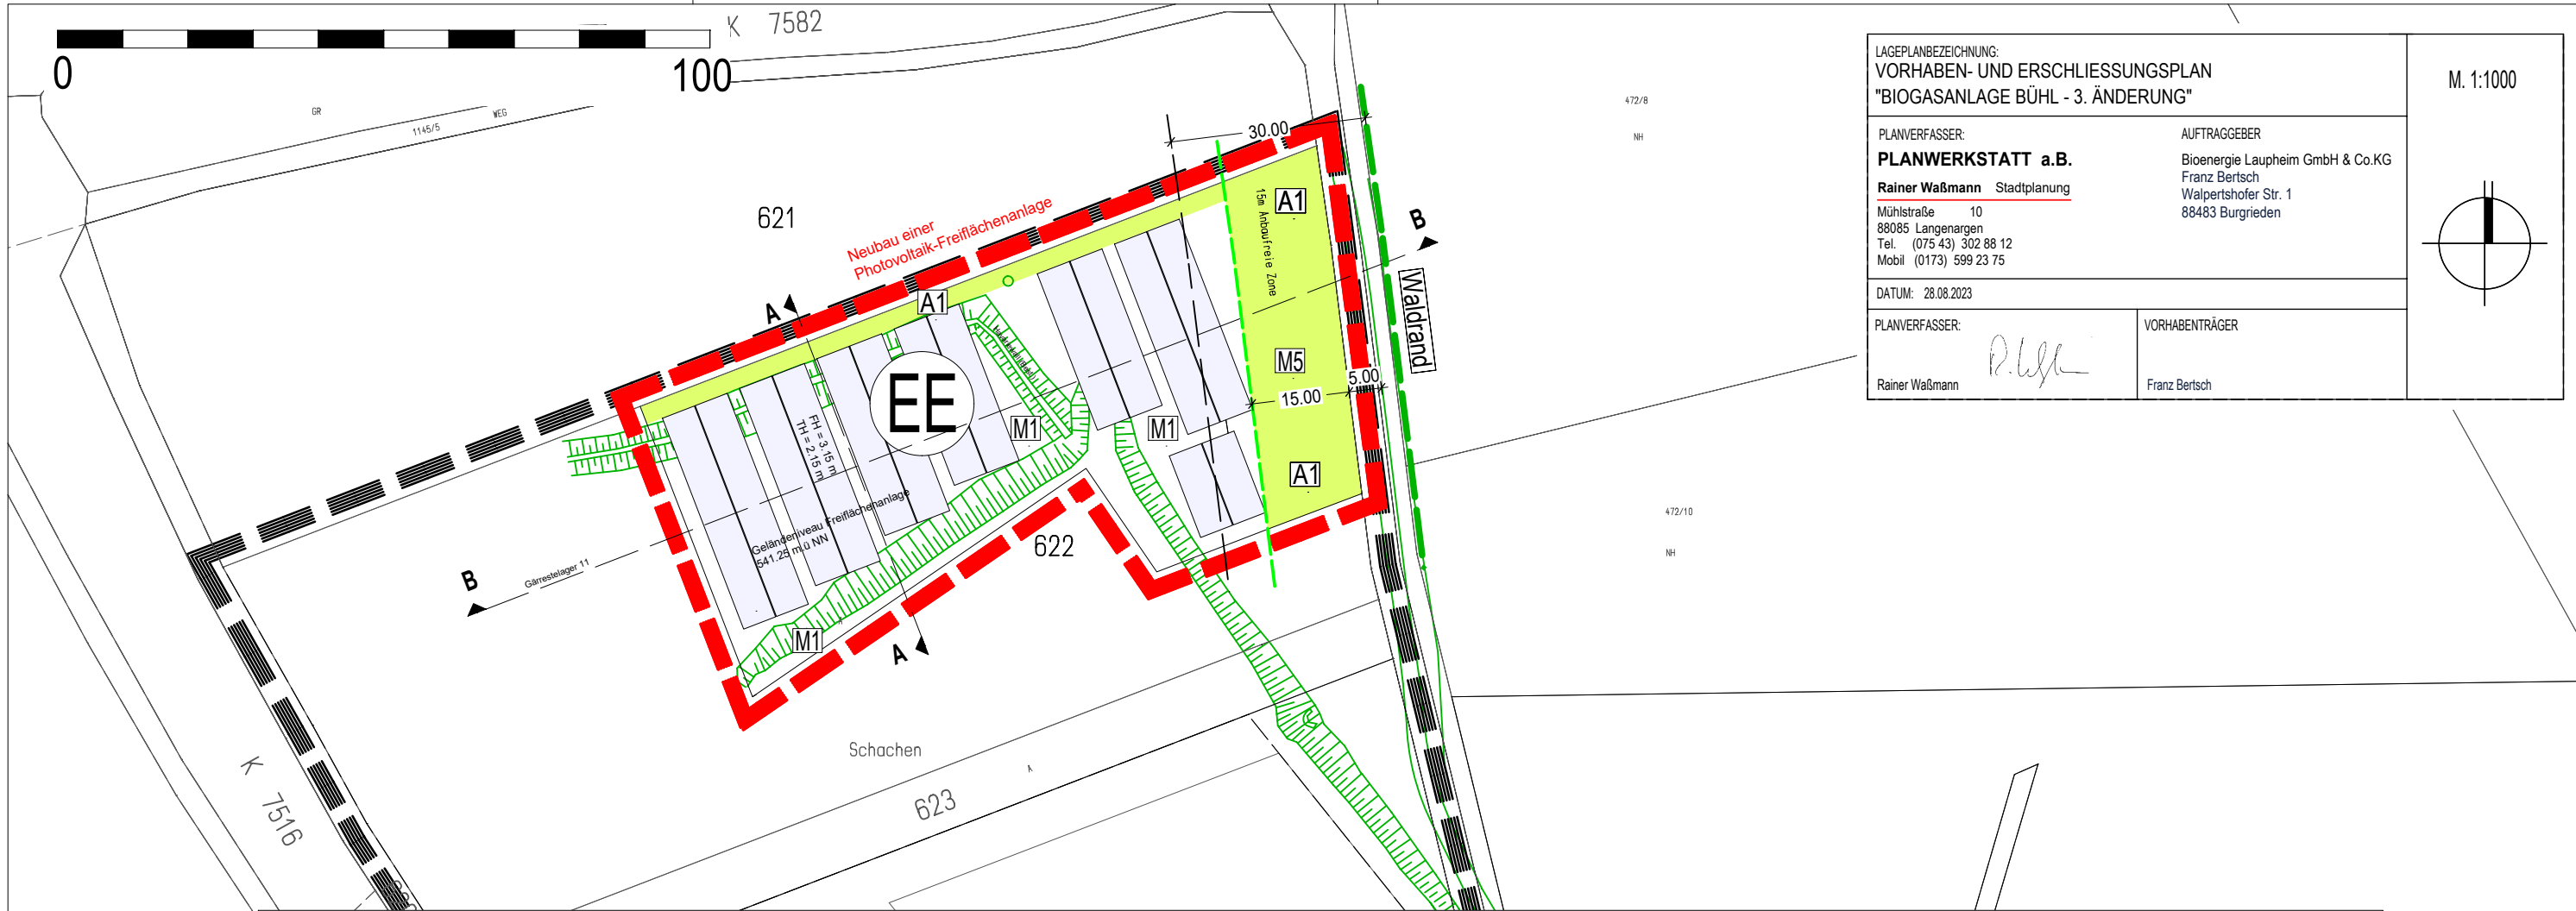 0
100
K 7582
GR
1145/5
WEG
621
Neubau einer
Photovoltaik-Freiflächenanlage
30.00
15m Anbaufreie Zone
A1
A
A1
B
Waldrand
EE
FH = 3.15 m
TH = 2.15 m
M1
M1
M5
15.00
5.00
A1
Geländeniveau Freiflächenanlage
541.25 m.ü NN
B
Gärrestelager 11
622
M1
A
Schachen
623
A
K 7516
472/8
NH
472/10
NH
LAGEPLANBEZEICHNUNG:
VORHABEN- UND ERSCHLIESSUNGSPLAN
"BIOGASANLAGE BÜHL - 3. ÄNDERUNG"
M. 1:1000
PLANVERFASSER:
PLANWERKSTATT a.B.
Rainer Waßmann Stadtplanung
Mühlstraße 10
88085 Langenargen
Tel. (075 43) 302 88 12
Mobil (0173) 599 23 75
AUFTRAGGEBER
Bioenergie Laupheim GmbH & Co.KG
Franz Bertsch
Walpertshofer Str. 1
88483 Burgrieden
DATUM: 28.08.2023
PLANVERFASSER:
Rainer Waßmann
VORHABENTRÄGER
Franz Bertsch